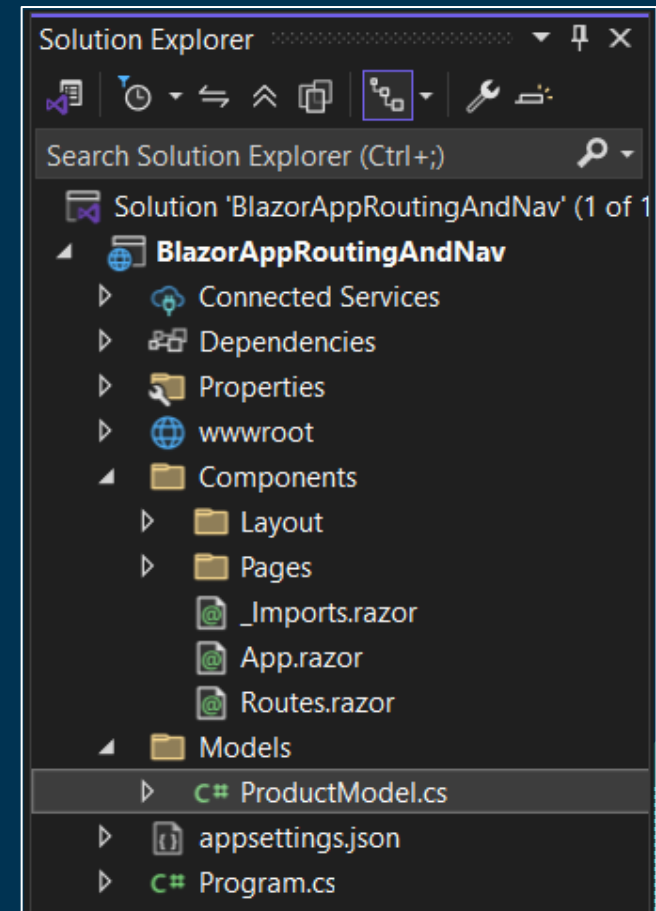 Solution Explorer
Search Solution Explorer (Ctrl+;)
Solution 'BlazorAppRoutingAndNav' (1 of 1
BlazorAppRoutingAndNav
Connected Services
Dependencies
Properties
wwwroot
Components
Layout
Pages
_Imports.razor
App.razor
Routes.razor
Models
C# ProductModel.cs
appsettings.json
C# Program.cs